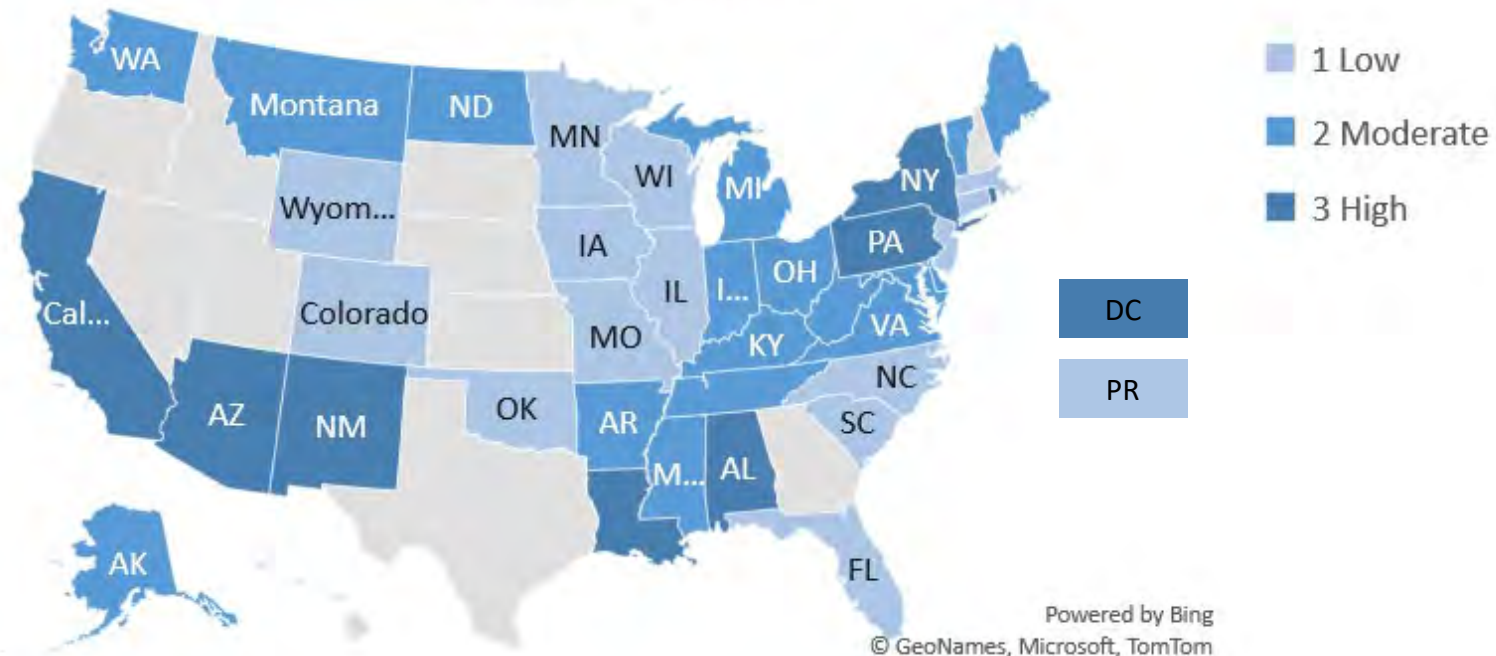 WA
Montana
ND
MN
WI
MI
NY
Wyom...
IA
PA
Colorado
IL
I...
OH
Cal...
MO
KY
VA
AZ
NM
OK
AR
NC
SC
M...
AL
AK
FL
1 Low
2 Moderate
3 High
DC
PR
Powered by Bing
© GeoNames, Microsoft, TomTom